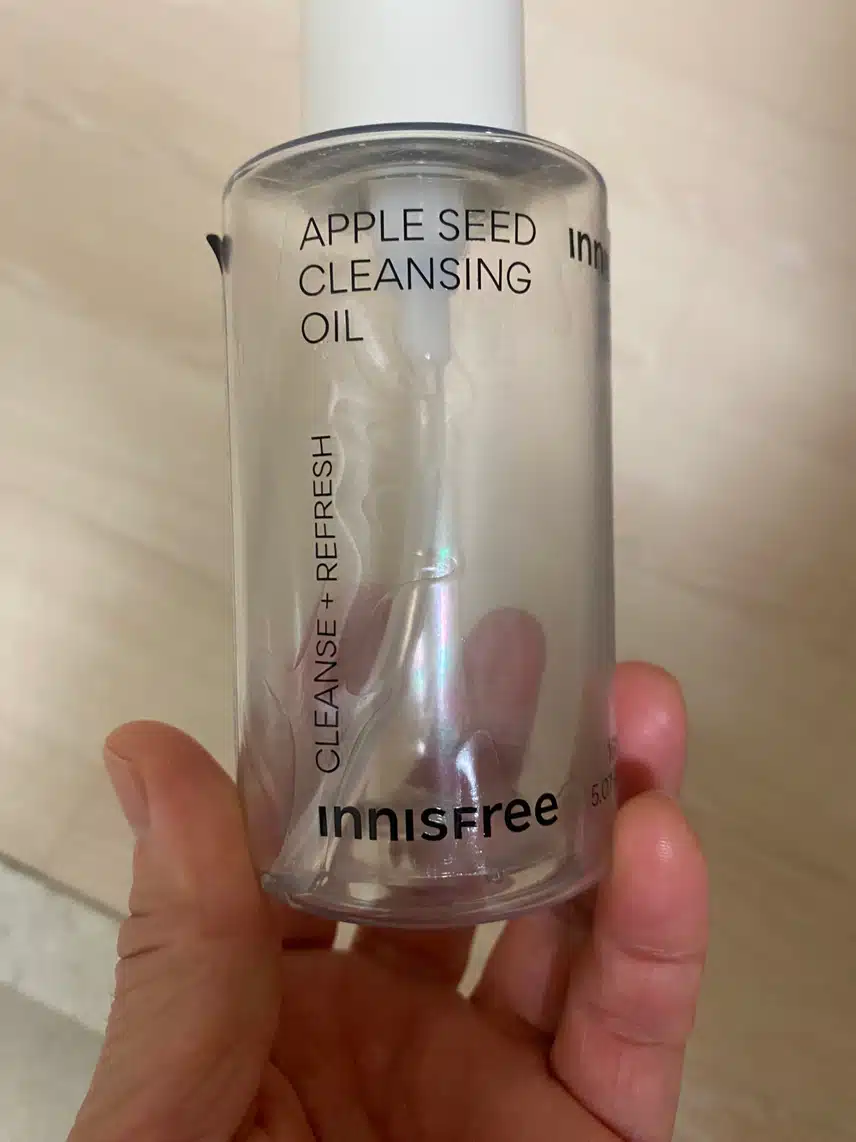 APPLE SEED
CLEANSING
OIL
CLEANSE + REFRESH
INNISFree